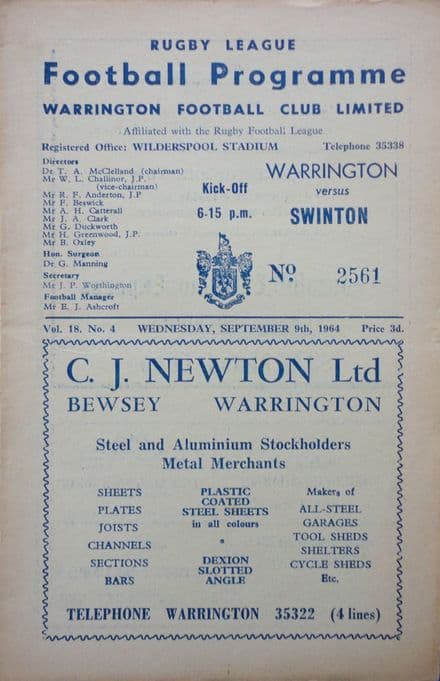 RUGBY LEAGUE
Football Programme
WARRINGTON FOOTBALL CLUB LIMITED
Affiliated with the Rugby Football League
Registered Office: WILDERSPOOL STADIUM Telephone 35338
Directors
Dr T. A. McClelland (chairman)
Mr W. L. Challinor, J.P.
(vice-chairman)
Mr R. F. Anderton, J.P
Mr F. Beswick
Mr A. H. Catterall
Mr J. A. Clark
Mr G. Duckworth
Mr H. Greenwood, J.P.
Mr B. Oxley
Hon. Surgeon
Dr G. Manning
Secretary
Mr J. P. Worthington
Football Manager
Mr E. J. Ashcroft
Kick-Off
6-15 p.m.
WARRINGTON
versus
SWINTON
No 2561
Vol. 18. No. 4 WEDNESDAY, SEPTEMBER 9th, 1964 Price 3d.
C. J. NEWTON Ltd
BEWSEY WARRINGTON
Steel and Aluminium Stockholders
Metal Merchants
SHEETS
PLATES
JOISTS
CHANNELS
SECTIONS
BARS
PLASTIC
COATED
STEEL SHEETS
in all colours
*
DEXION
SLOTTED
ANGLE
Makers of
ALL-STEEL
GARAGES
TOOL SHEDS
SHELTERS
CYCLE SHEDS
Etc.
TELEPHONE WARRINGTON 35322 (4 lines)